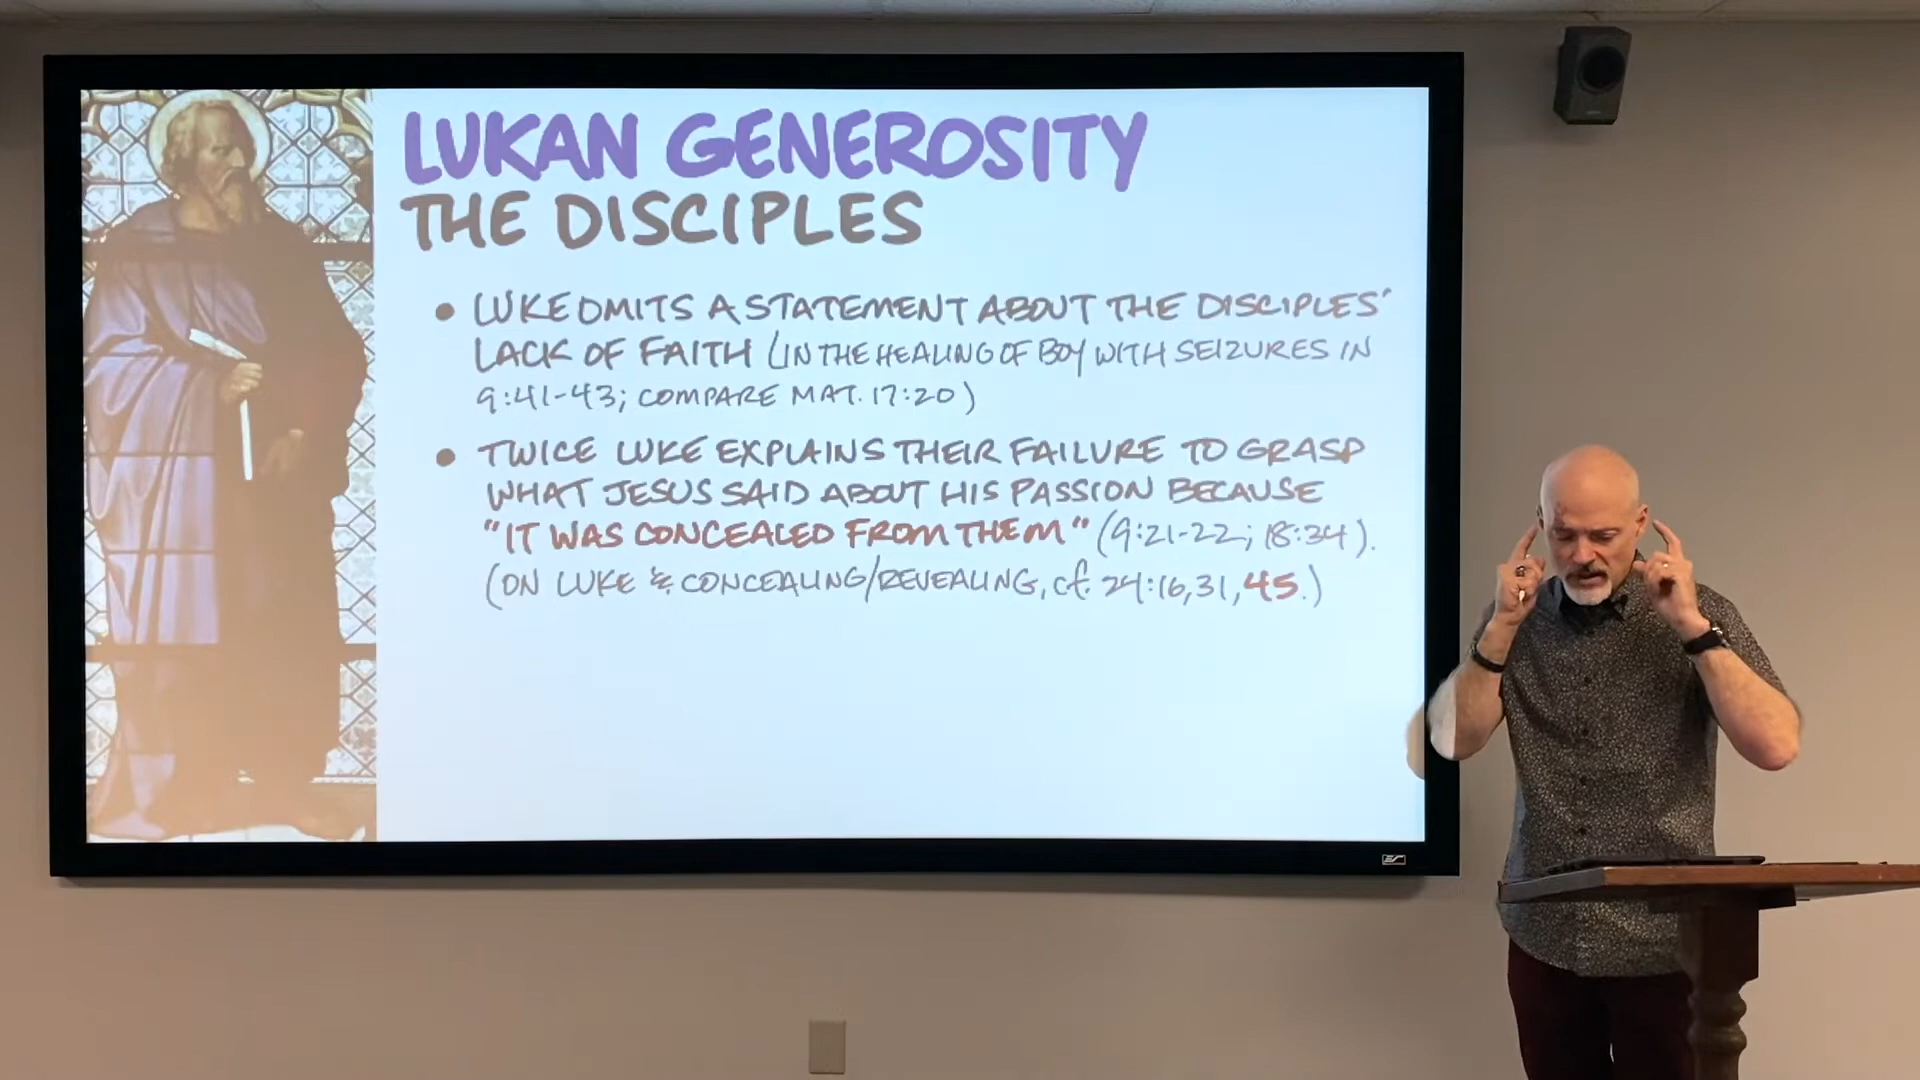 LUKAN GENEROSITY
THE DISCIPLES
• LUKE OMITS A STATEMENT ABOUT THE DISCIPLES'
LACK OF FAITH (IN THE HEALING OF BOY WITH SEIZURES IN
9:41-43; COMPARE MAT. 17:20)
• TWICE LUKE EXPLAINS THEIR FAILURE TO GRASP
WHAT JESUS SAID ABOUT HIS PASSION BECAUSE
"IT WAS CONCEALED FROM THEM" (9:21-22; 18:34).
(ON LUKE & CONCEALING/REVEALING, cf. 24:16,31,45.)